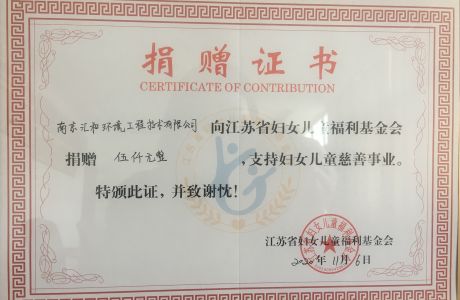 捐赠证书
CERTIFICATE OF CONTRIBUTION
南京汇和环境工程技术有限公司 向江苏省妇女儿童福利基金会
捐赠 伍仟元整 ,支持妇女儿童慈善事业。
特颁此证，并致谢忱！
江苏省妇女儿童福利基金会
2020年11月6日